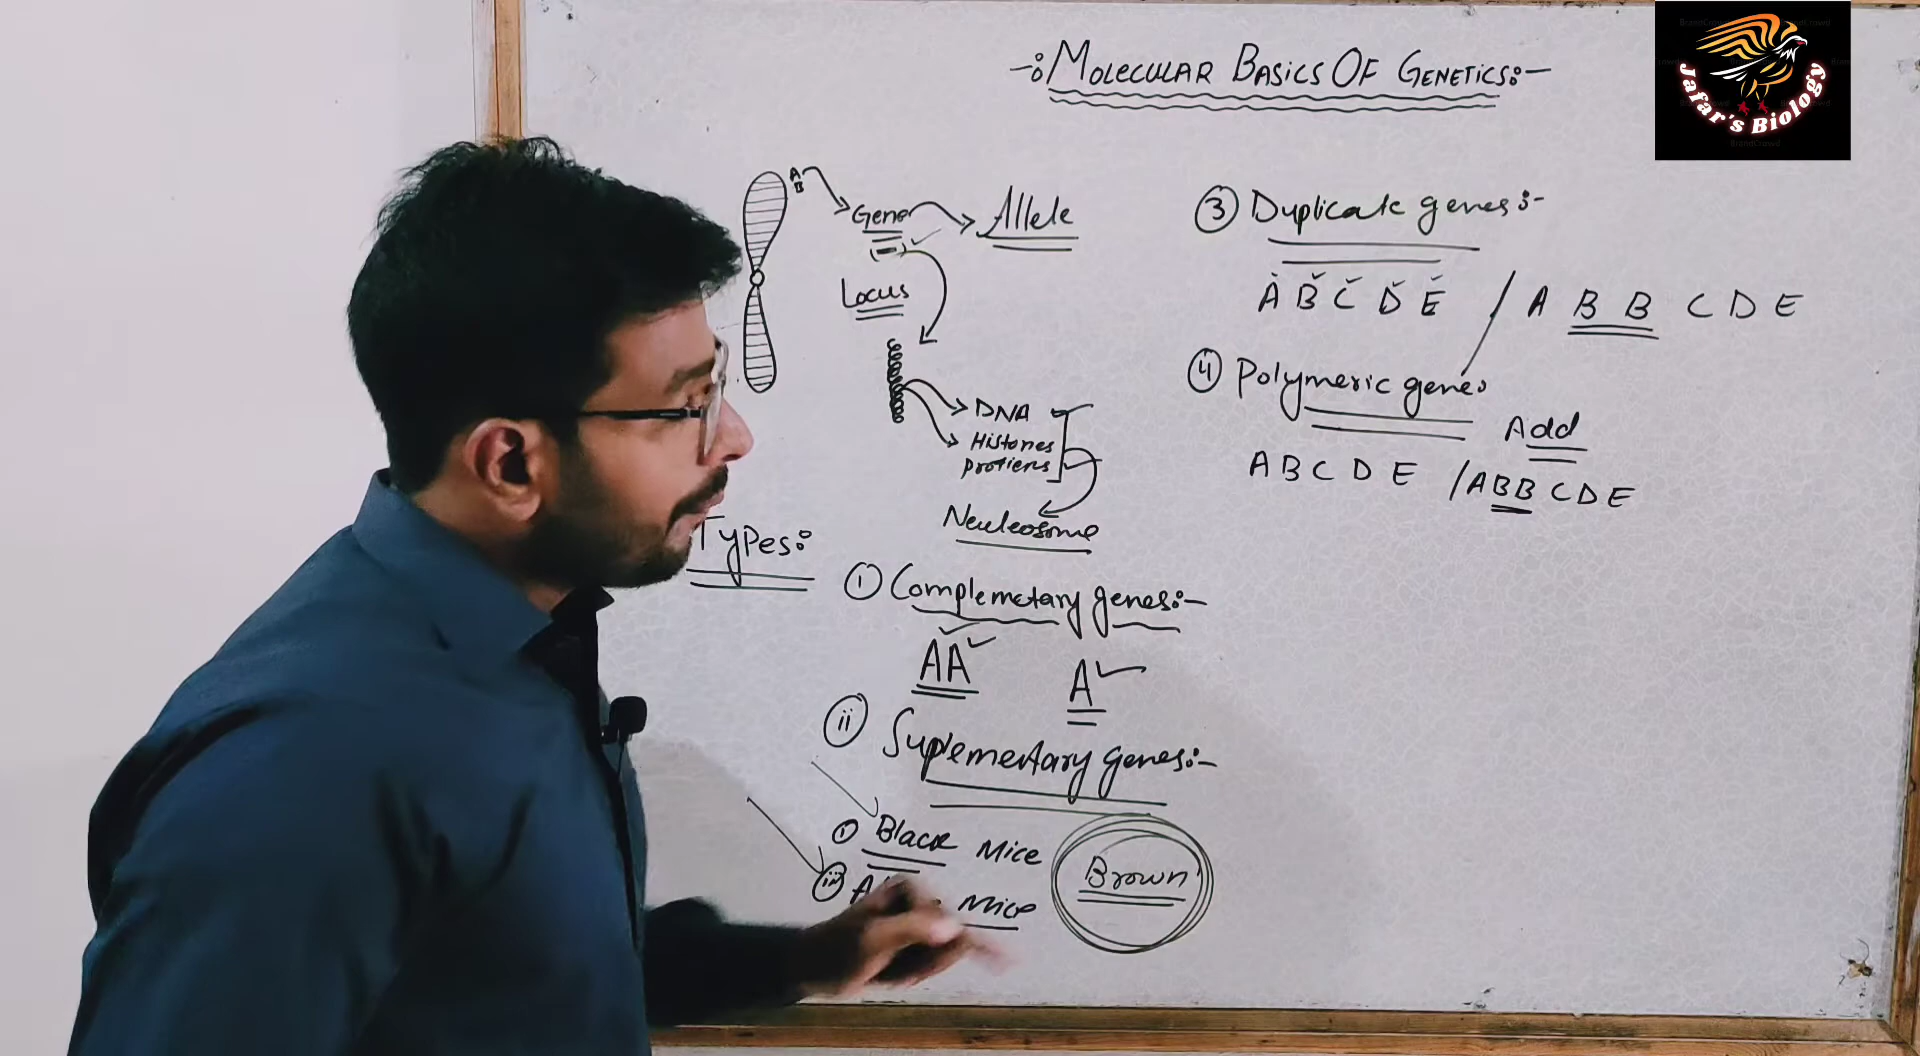 -:MOLECULAR BASICS OF GENETICS:-
Jafar's Biology
A
B
Gene
Allele
Locus
DNA
Histones
Protiens
Neucleosome
Types:
① Complemetary genes:-
AA
A
ⅱ Suplementary genes:-
① Black Mice
Mice
Brown
③ Duplicate genes:-
A B C D E / A B B C D E
④ Polymeric genes
Add
A B C D E / A B B C D E